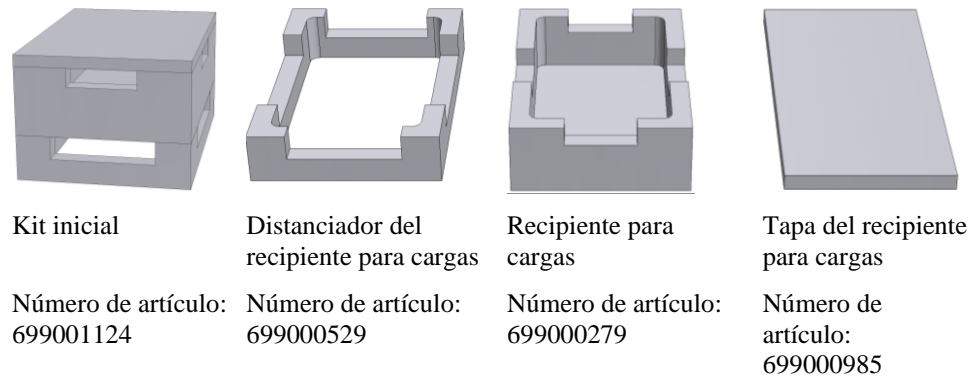 Kit inicial
Número de artículo:
699001124
Distanciador del
recipiente para cargas
Número de artículo:
699000529
Recipiente para
cargas
Número de artículo:
699000279
Tapa del recipiente
para cargas
Número de
artículo:
699000985